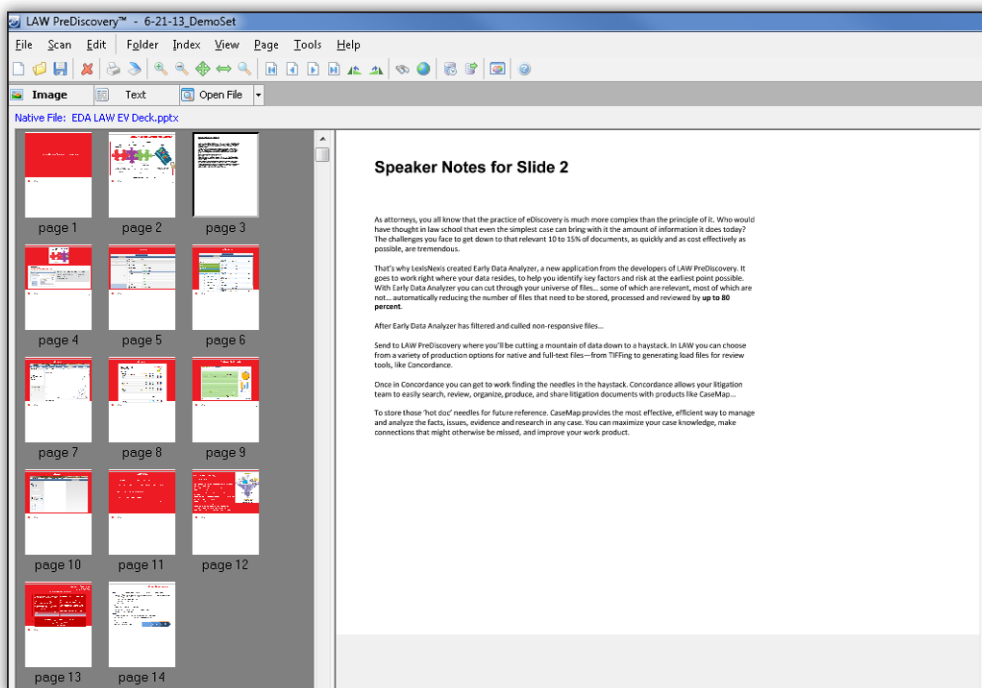 LAW PreDiscovery™ - 6-21-13_DemoSet
File Scan Edit Folder Index View Page Tools Help
Image Text Open File
Native File: EDA LAW EV Deck.pptx
page 1 page 2 page 3
page 4 page 5 page 6
page 7 page 8 page 9
page 10 page 11 page 12
page 13 page 14
Speaker Notes for Slide 2
As attorneys, you all know that the practice of eDiscovery is much more complex than the principle of it. Who would
have thought in law school that even the simplest case can bring with it the amount of information it does today?
The challenges you face to get down to that relevant 10 to 15% of documents, as quickly and as cost effectively as
possible, are tremendous.
That's why LexisNexis created Early Data Analyzer, a new application from the developers of LAW PreDiscovery. It
goes to work right where your data resides, to help you identify key factors and risk at the earliest point possible.
With Early Data Analyzer you can cut through your universe of files... some of which are relevant, most of which are
not... automatically reducing the number of files that need to be stored, processed and reviewed by up to 80
percent.
After Early Data Analyzer has filtered and culled non-responsive files...
Send to LAW PreDiscovery where you'll be cutting a mountain of data down to a haystack. In LAW you can choose
from a variety of production options for native and full-text files—from TIFFing to generating load files for review
tools, like Concordance.
Once in Concordance you can get to work finding the needles in the haystack. Concordance allows your litigation
team to easily search, review, organize, produce, and share litigation documents with products like CaseMap...
To store those 'hot doc' needles for future reference. CaseMap provides the most effective, efficient way to manage
and analyze the facts, issues, evidence and research in any case. You can maximize your case knowledge, make
connections that might otherwise be missed, and improve your work product.